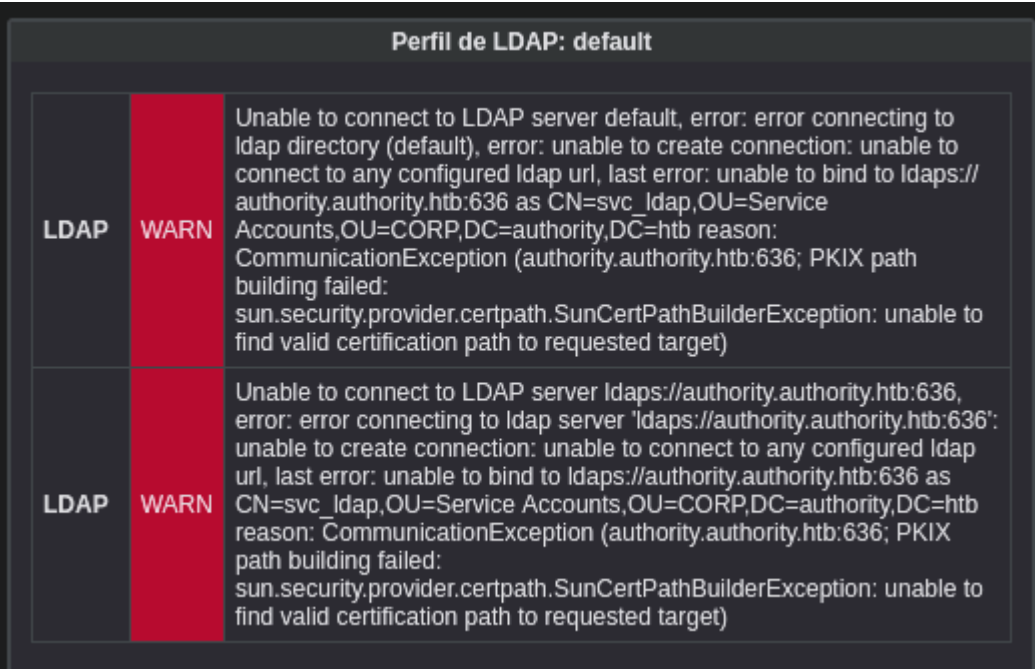 Perfil de LDAP: default
LDAP
WARN
Unable to connect to LDAP server default, error: error connecting to
ldap directory (default), error: unable to create connection: unable to
connect to any configured ldap url, last error: unable to bind to ldaps://
authority.authority.htb:636 as CN=svc_ldap,OU=Service
Accounts,OU=CORP,DC=authority,DC=htb reason:
CommunicationException (authority.authority.htb:636; PKIX path
building failed:
sun.security.provider.certpath.SunCertPathBuilderException: unable to
find valid certification path to requested target)
LDAP
WARN
Unable to connect to LDAP server ldaps://authority.authority.htb:636,
error: error connecting to ldap server 'ldaps://authority.authority.htb:636':
unable to create connection: unable to connect to any configured ldap
url, last error: unable to bind to ldaps://authority.authority.htb:636 as
CN=svc_ldap,OU=Service Accounts,OU=CORP,DC=authority,DC=htb
reason: CommunicationException (authority.authority.htb:636; PKIX
path building failed:
sun.security.provider.certpath.SunCertPathBuilderException: unable to
find valid certification path to requested target)